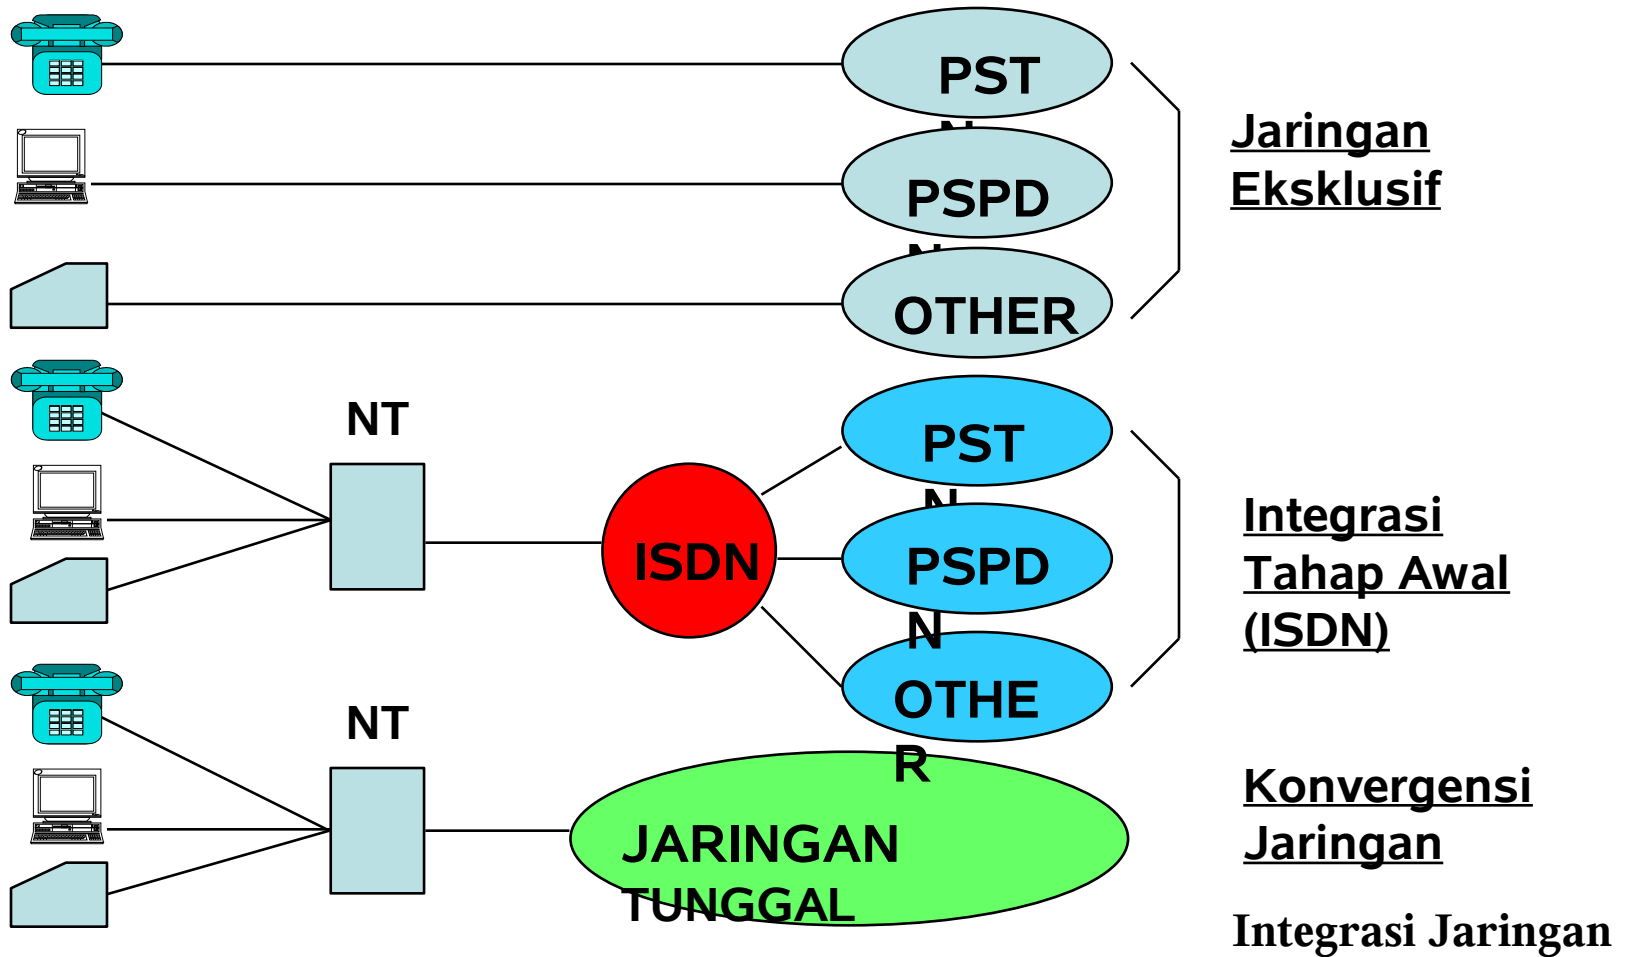 PST
N
Jaringan
Eksklusif
PSPD
N
OTHER
NT
PST
N
ISDN
PSPD
N
OTHE
R
Integrasi
Tahap Awal
(ISDN)
NT
JARINGAN
TUNGGAL
Konvergensi
Jaringan
Integrasi Jaringan